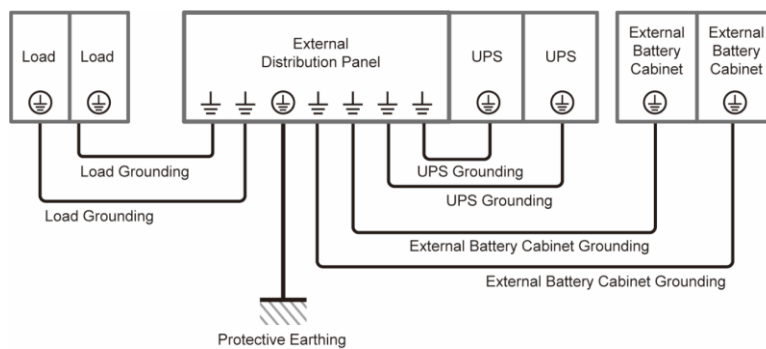 Load
Load
External
Distribution Panel
UPS
UPS
External
Battery
Cabinet
External
Battery
Cabinet
Load Grounding
UPS Grounding
UPS Grounding
Load Grounding
External Battery Cabinet Grounding
External Battery Cabinet Grounding
Protective Earthing